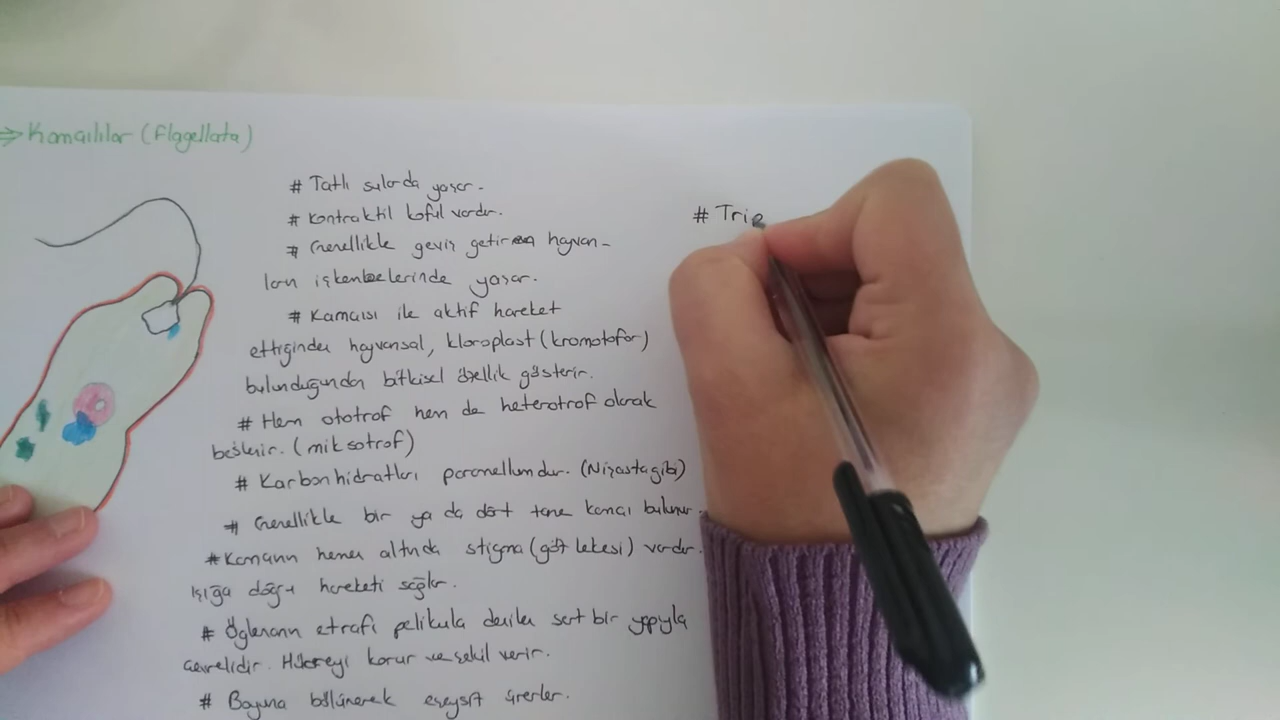 ⇒ Kamçılılar (Flagellata)
# Tatlı sularda yaşar.
# Kontraktil koful vardır.
# Genellikle geviş getiren hayvan-
ların işkembelerinde yaşar.
# Kamçısı ile aktif hareket
ettiğinden hayvansal, kloroplast (kromotofor)
bulunduğundan bitkisel özellik gösterir.
# Hem ototrof hem de heterotrof olarak
beslenir. (miksotrof)
# Karbonhidratları paramellumdur. (Nişasta gibi)
# Genellikle bir ya da dört tane kamçı bulunur.
# Kamçının hemen altında stigma (göz lekesi) vardır.
Işığa doğru hareketi sağlar.
# Öglenanın etrafı pelikula denilen sert bir yapıyla
çevrelidir. Hücreyi korur ve şekil verir.
# Boyuna bölünerek eşeysiz ürerler.
# Trip